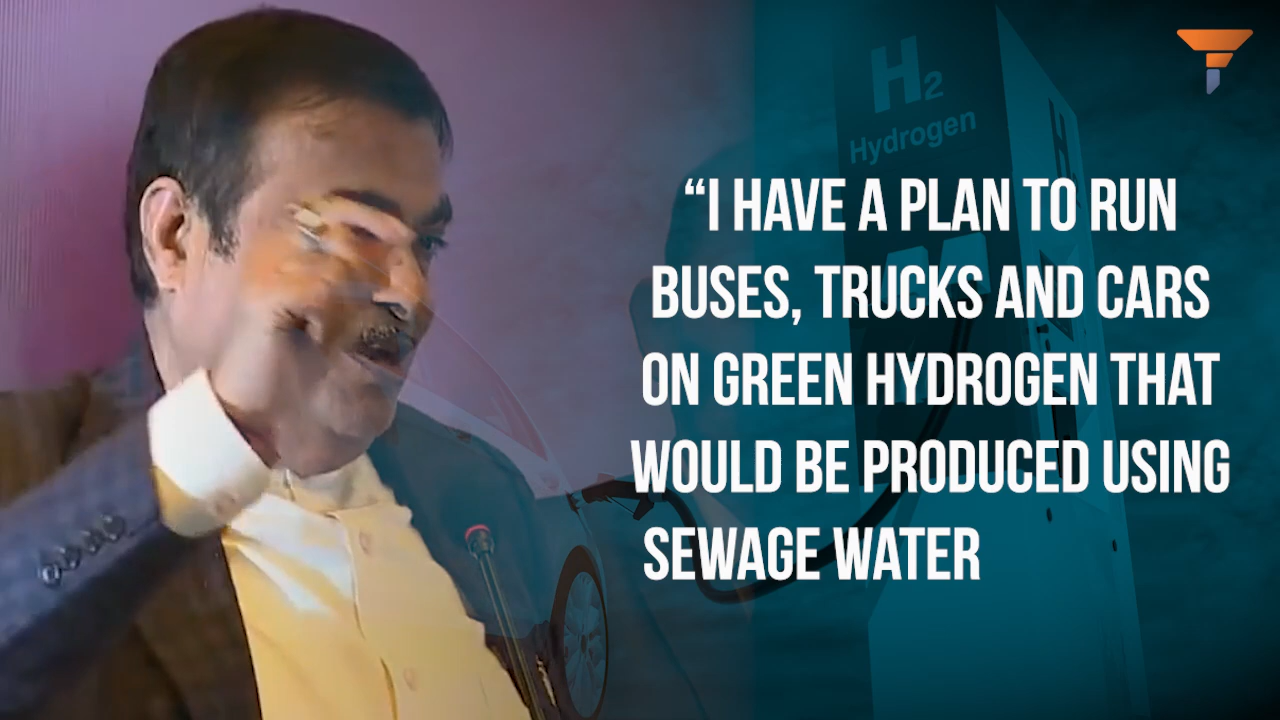 H2
Hydrogen
“I HAVE A PLAN TO RUN
BUSES, TRUCKS AND CARS
ON GREEN HYDROGEN THAT
WOULD BE PRODUCED USING
SEWAGE WATER